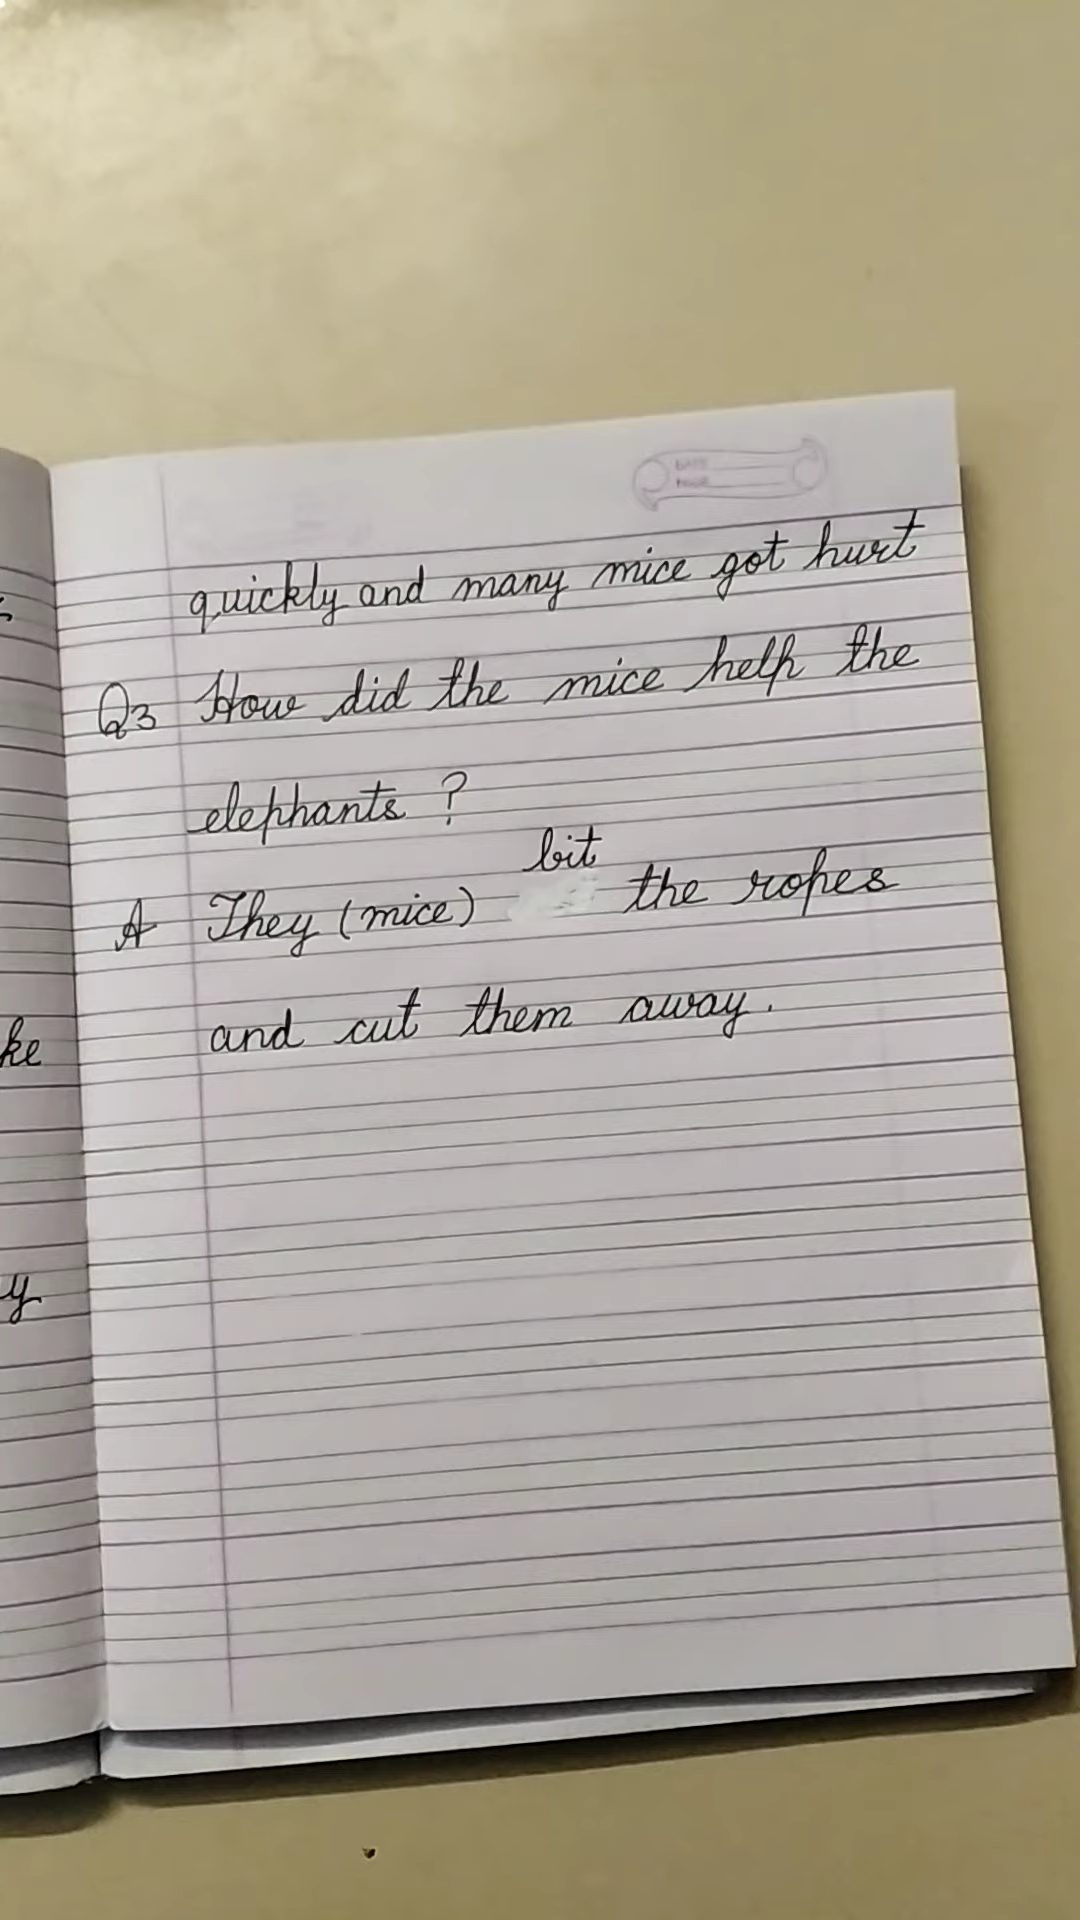 quickly and many mice got hurt
Q3 How did the mice help the
elephants ?
bit
A They (mice) the ropes
and cut them away.
ke
y